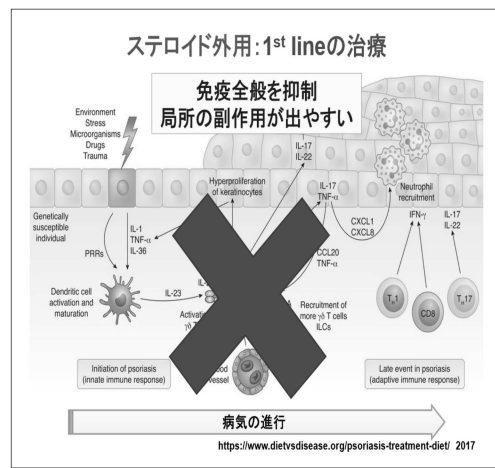 ステロイド外用：1st lineの治療
免疫全般を抑制
局所の副作用が出やすい
Environment
Stress
Microorganisms
Drugs
Trauma
IL-17
IL-22
Hyperproliferation
of keratinocytes
IL-17
TNF-α
Neutrophil
recruitment
Genetically
susceptible
individual
IL-1
TNF-α
IL-36
PRRs
CXCL1
CXCL8
IFN-γ
IL-17
IL-22
CCL20
TNF-α
Dendritic cell
activation and
maturation
IL-23
Recruitment of
more γδ T cells
ILCs
TH1
CD8
TH17
Initiation of psoriasis
(innate immune response)
Late event in psoriasis
(adaptive immune response)
病気の進行
https://www.dietvsdisease.org/psoriasis-treatment-diet/ 2017